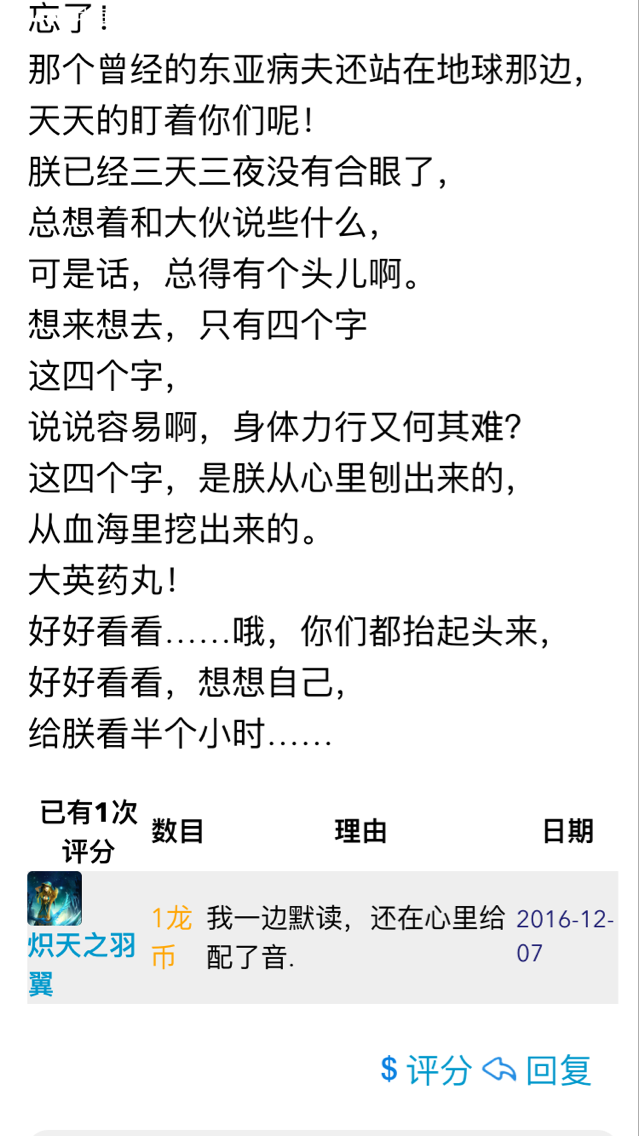 忘了！
那个曾经的东亚病夫还站在地球那边，
天天的盯着你们呢！
朕已经三天三夜没有合眼了，
总想着和大伙说些什么，
可是话，总得有个头儿啊。
想来想去，只有四个字
这四个字，
说说容易啊，身体力行又何其难？
这四个字，是朕从心里刨出来的，
从血海里挖出来的。
大英药丸！
好好看看……哦，你们都抬起头来，
好好看看，想想自己，
给朕看半个小时……
已有1次
评分
数目
理由
日期
炽天之羽
翼
1龙
币
我一边默读，还在心里给
配了音.
2016-12-
07
$ 评分
回复